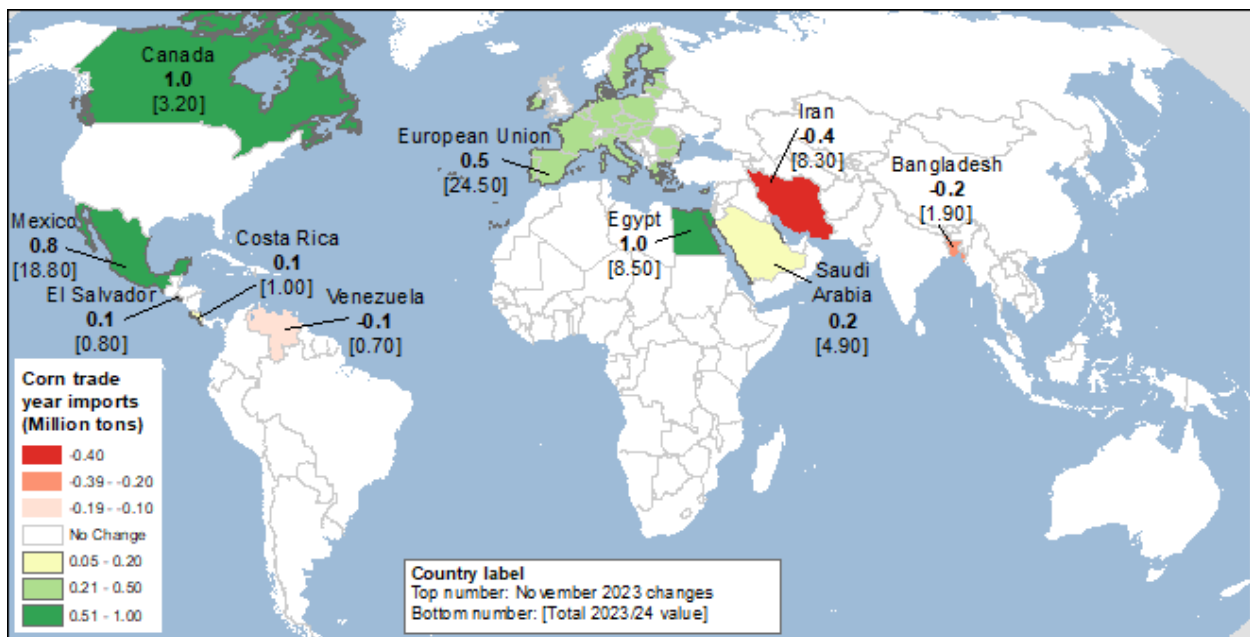 Canada
1.0
[3.20]
European Union
0.5
[24.50]
Iran
-0.4
[8.30]
Bangladesh
-0.2
[1.90]
Mexico
0.8
[18.80]
Costa Rica
0.1
[1.00]
Egypt
1.0
[8.50]
El Salvador
0.1
[0.80]
Venezuela
-0.1
[0.70]
Saudi
Arabia
0.2
[4.90]
Corn trade
year imports
(Million tons)
-0.40
-0.39 - -0.20
-0.19 - -0.10
No Change
0.05 - 0.20
0.21 - 0.50
0.51 - 1.00
Country label
Top number: November 2023 changes
Bottom number: [Total 2023/24 value]